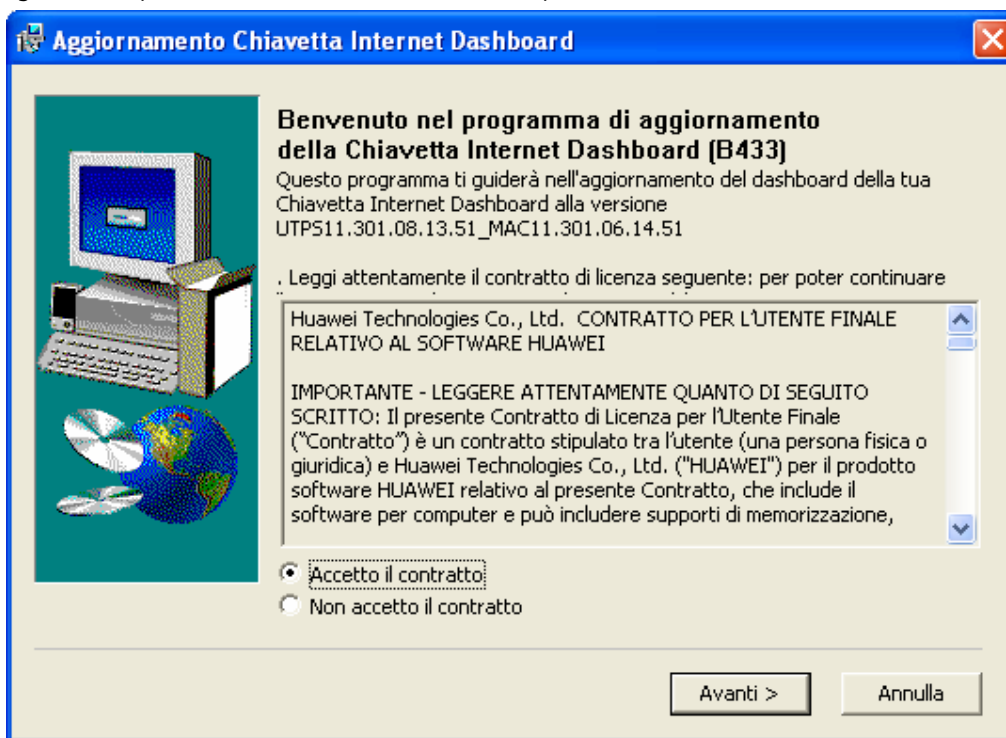 Aggiornamento Chiavetta Internet Dashboard
Benvenuto nel programma di aggiornamento
della Chiavetta Internet Dashboard (B433)
Questo programma ti guiderà nell'aggiornamento del dashboard della tua
Chiavetta Internet Dashboard alla versione
UTPS11.301.08.13.51_MAC11.301.06.14.51
. Leggi attentamente il contratto di licenza seguente: per poter continuare
Huawei Technologies Co., Ltd.  CONTRATTO PER L'UTENTE FINALE
RELATIVO AL SOFTWARE HUAWEI
IMPORTANTE - LEGGERE ATTENTAMENTE QUANTO DI SEGUITO
SCRITTO: Il presente Contratto di Licenza per l'Utente Finale
("Contratto") è un contratto stipulato tra l'utente (una persona fisica o
giuridica) e Huawei Technologies Co., Ltd. ("HUAWEI") per il prodotto
software HUAWEI relativo al presente Contratto, che include il
software per computer e può includere supporti di memorizzazione,
Accetto il contratto
Non accetto il contratto
Avanti >
Annulla